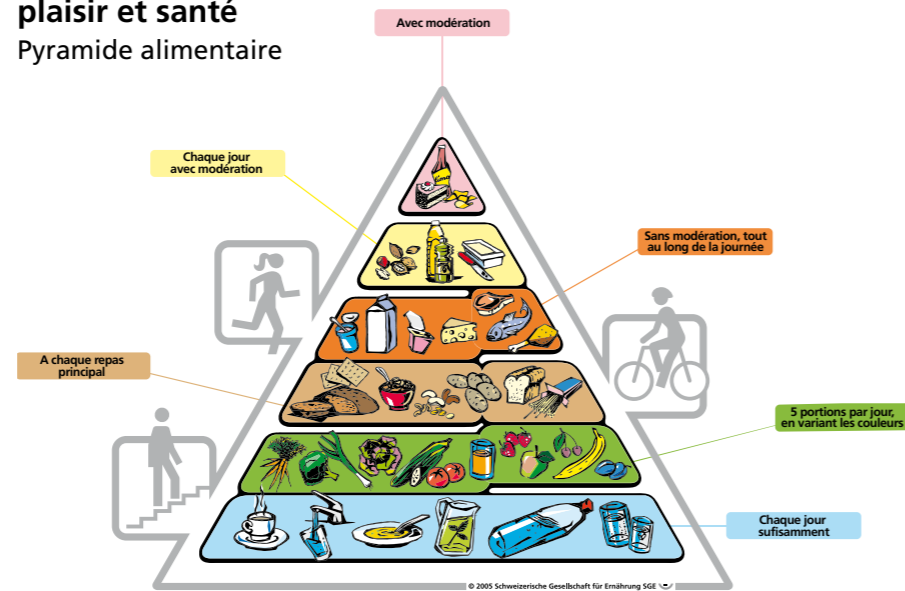 plaisir et santé
Pyramide alimentaire
Avec modération
Chaque jour
avec modération
Sans modération, tout
au long de la journée
A chaque repas
principal
5 portions par jour,
en variant les couleurs
Chaque jour
sufisamment
© 2005 Schweizerische Gesellschaft für Ernährung SGE